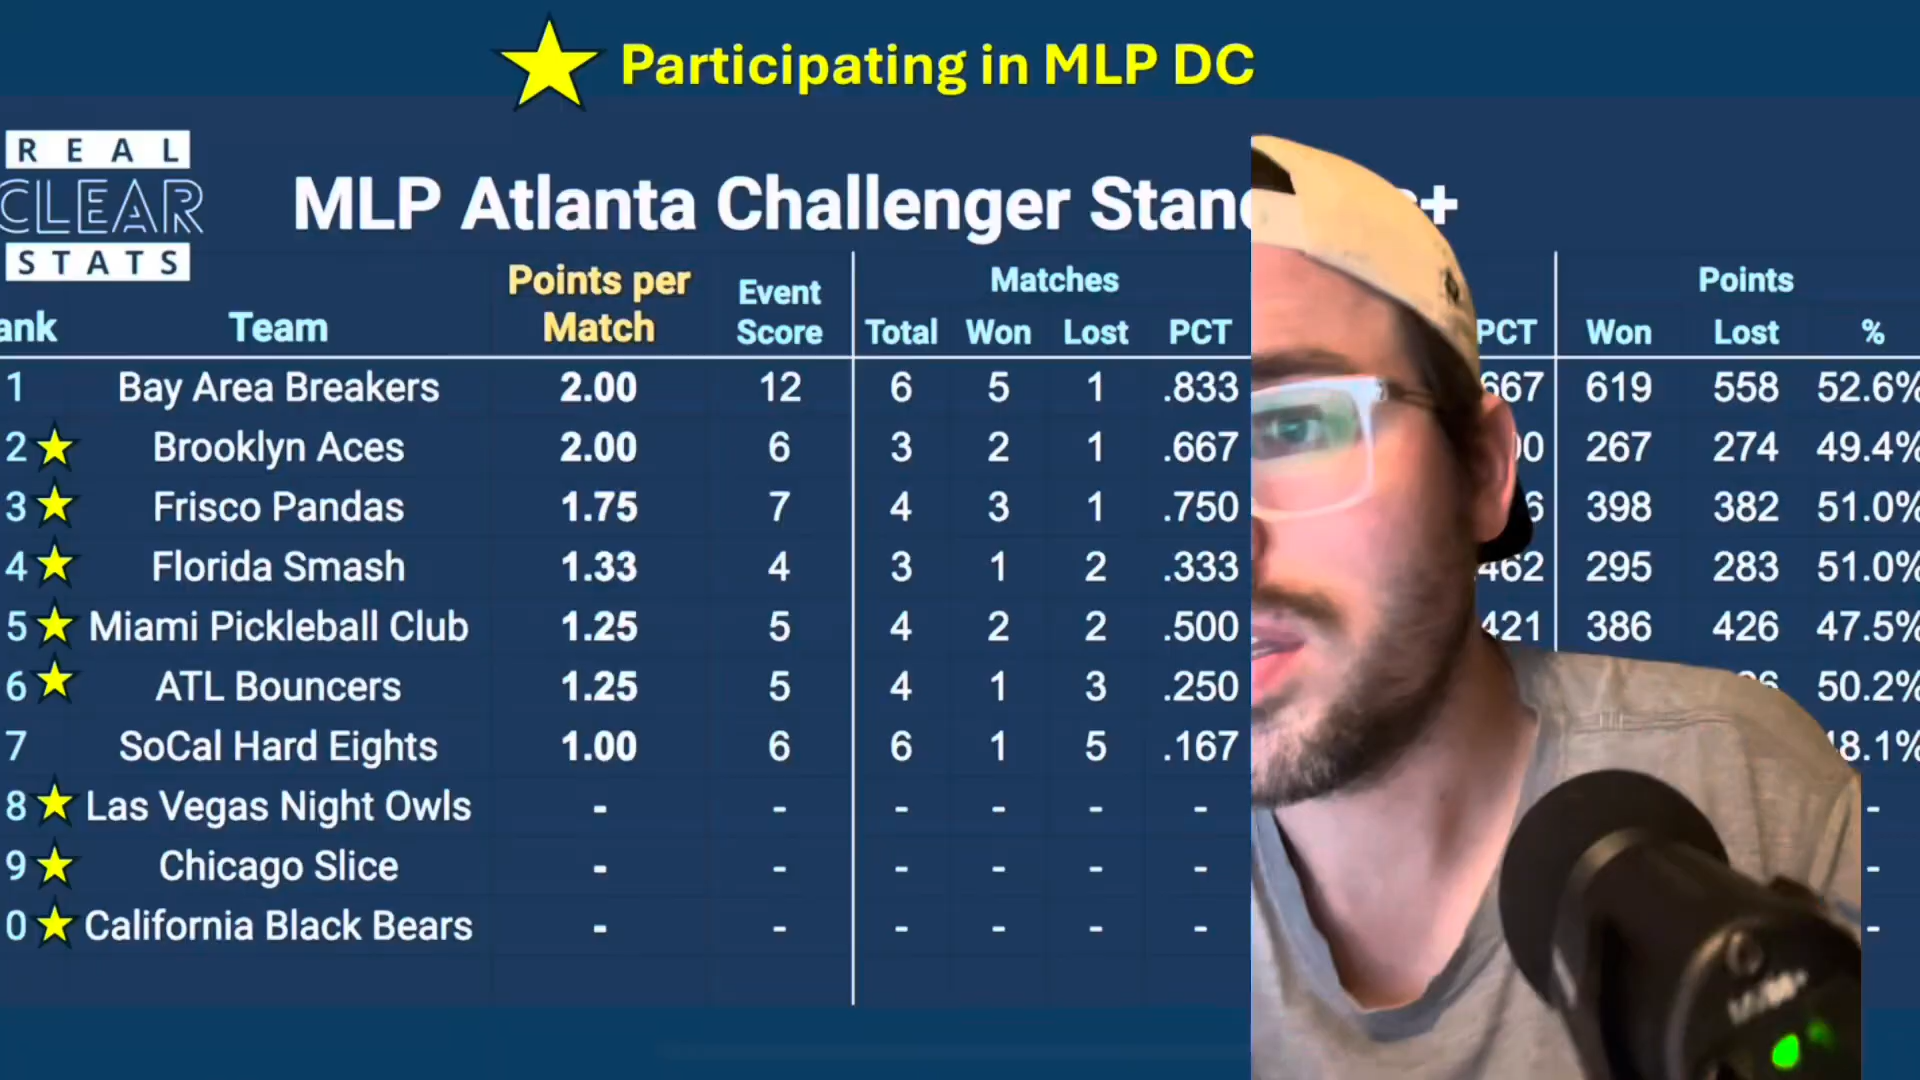 Participating in MLP DC
REAL
CLEAR
STATS
MLP Atlanta Challenger
Points per Match Event Score Matches Points
Team Total Won Lost PCT PCT Won Lost %
1 Bay Area Breakers 2.00 12 6 5 1 .833 667 619 558 52.6%
2 Brooklyn Aces 2.00 6 3 2 1 .667 267 274 49.4%
3 Frisco Pandas 1.75 7 4 3 1 .750 398 382 51.0%
4 Florida Smash 1.33 4 3 1 2 .333 .462 295 283 51.0%
5 Miami Pickleball Club 1.25 5 4 2 2 .500 421 386 426 47.5%
6 ATL Bouncers 1.25 5 4 1 3 .250 50.2%
7 SoCal Hard Eights 1.00 6 6 1 5 .167
8 Las Vegas Night Owls - - - - - - -
9 Chicago Slice - - - - - - -
0 California Black Bears - - - - - - -